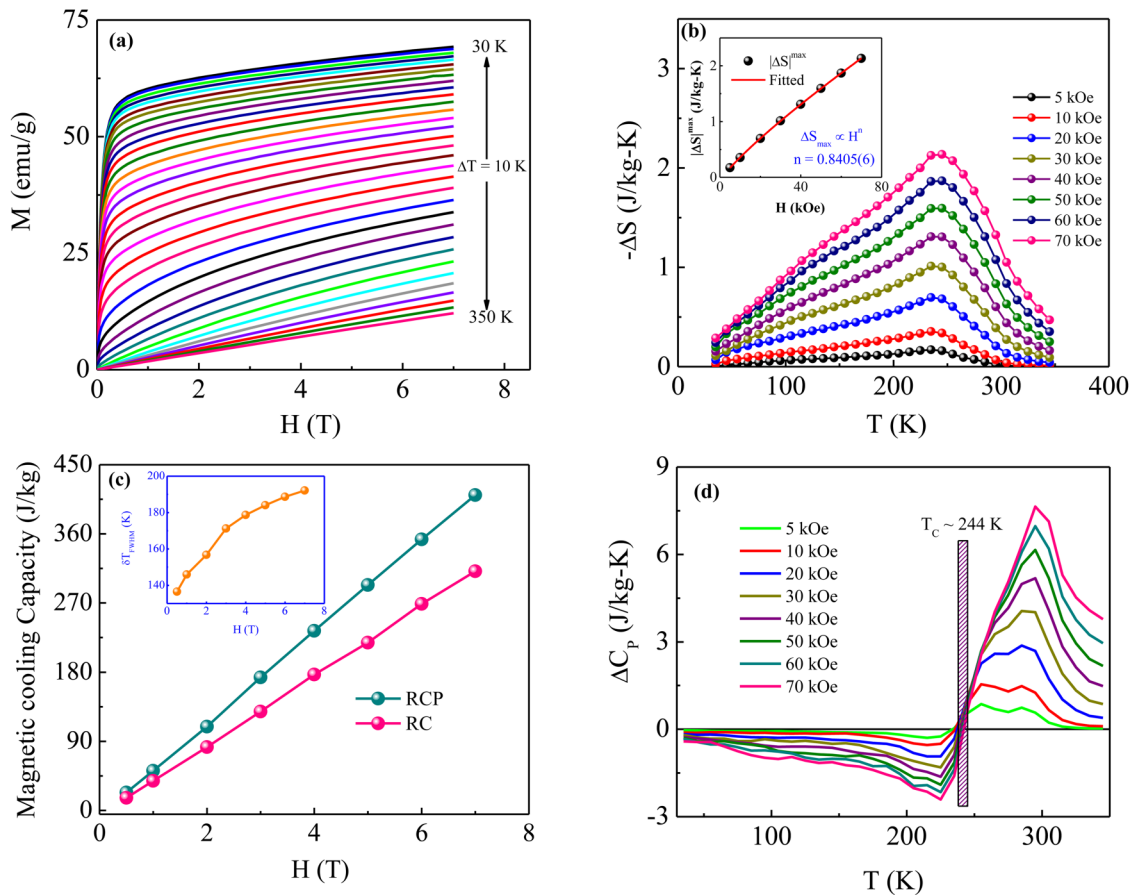 (a)
M (emu/g)
75
50
25
0
30 K
ΔT = 10 K
350 K
0 2 4 6 8
H (T)
(b)
-ΔS (J/kg-K)
3
2
1
0
|ΔS|max (J/kg-K)
2
1
0
|ΔS|max
Fitted
ΔSmax ∝ Hn
n = 0.8405(6)
0 40 80
H (kOe)
5 kOe
10 kOe
20 kOe
30 kOe
40 kOe
50 kOe
60 kOe
70 kOe
0 100 200 300 400
T (K)
(c)
Magnetic cooling Capacity (J/kg)
450
360
270
180
90
0
δTFWHM (K)
200
180
160
140
0 2 4 6 8
H (T)
RCP
RC
0 2 4 6 8
H (T)
(d)
ΔCP (J/kg-K)
9
6
3
0
-3
TC ~ 244 K
5 kOe
10 kOe
20 kOe
30 kOe
40 kOe
50 kOe
60 kOe
70 kOe
100 200 300
T (K)